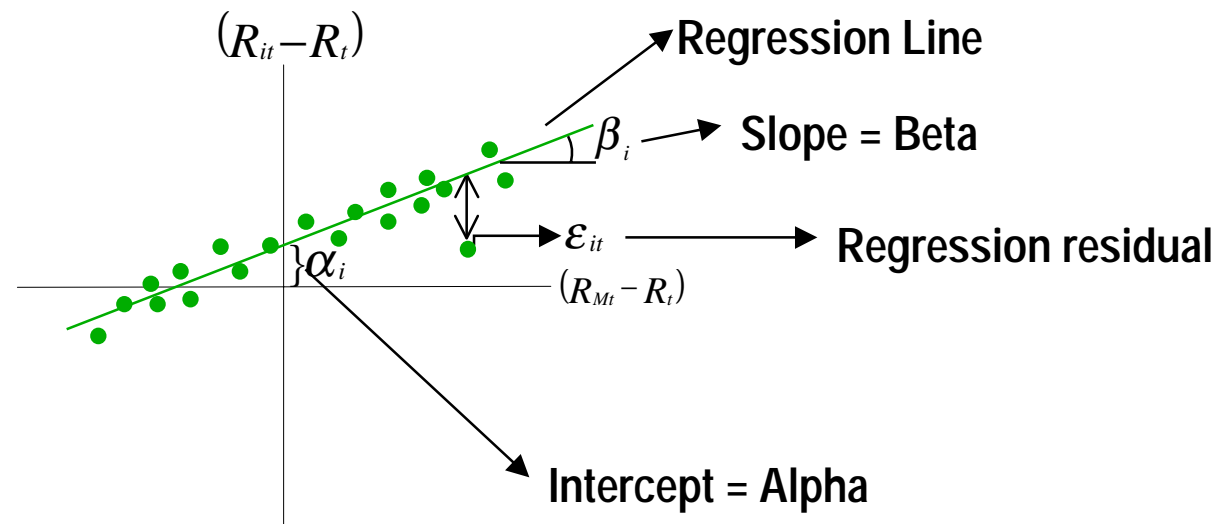 (Rit − Rt)
Regression Line
βi
Slope = Beta
εit
Regression residual
}αi
(RMt − Rt)
Intercept = Alpha